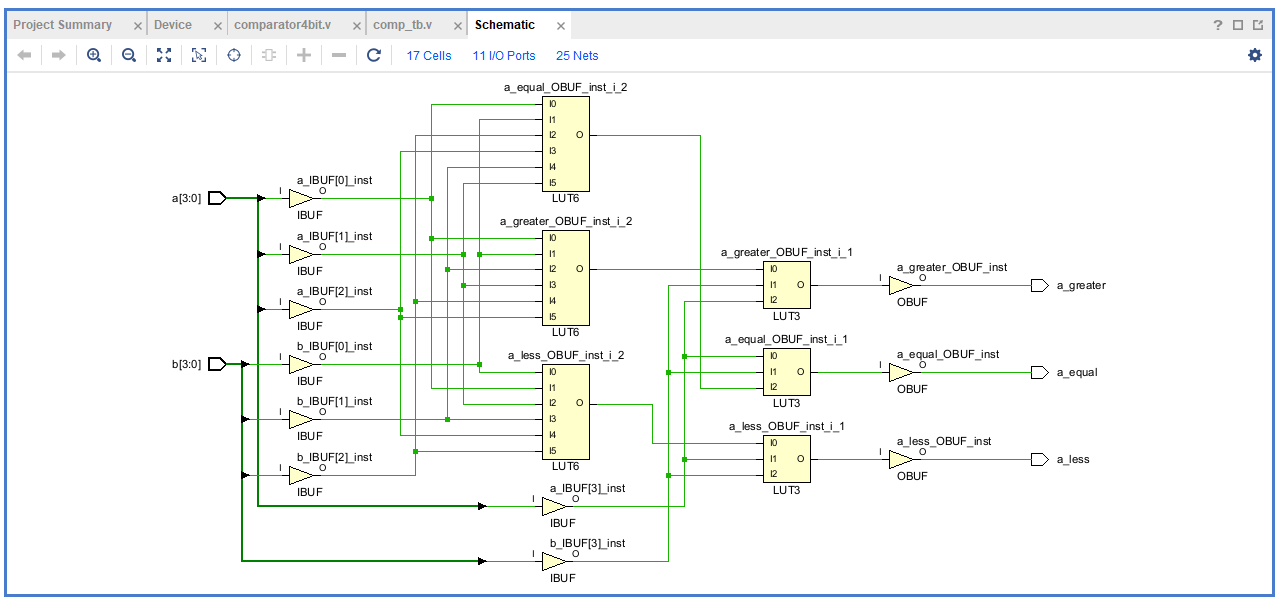 Project Summary × Device × comparator4bit.v × comp_tb.v × Schematic × ?
17 Cells 11 I/O Ports 25 Nets
a_equal_OBUF_inst_i_2
I0
I1
I2 O
I3
I4
I5
LUT6
a[3:0]
a_IBUF[0]_inst
I O
IBUF
a_IBUF[1]_inst
I O
IBUF
a_IBUF[2]_inst
I O
IBUF
b[3:0]
b_IBUF[0]_inst
I O
IBUF
b_IBUF[1]_inst
I O
IBUF
b_IBUF[2]_inst
I O
IBUF
a_greater_OBUF_inst_i_2
I0
I1
I2 O
I3
I4
I5
LUT6
a_less_OBUF_inst_i_2
I0
I1
I2 O
I3
I4
I5
LUT6
a_IBUF[3]_inst
I O
IBUF
b_IBUF[3]_inst
I O
IBUF
a_greater_OBUF_inst_i_1
I0
I1 O
I2
LUT3
a_equal_OBUF_inst_i_1
I0
I1 O
I2
LUT3
a_less_OBUF_inst_i_1
I0
I1 O
I2
LUT3
a_greater_OBUF_inst
I O
OBUF
a_greater
a_equal_OBUF_inst
I O
OBUF
a_equal
a_less_OBUF_inst
I O
OBUF
a_less